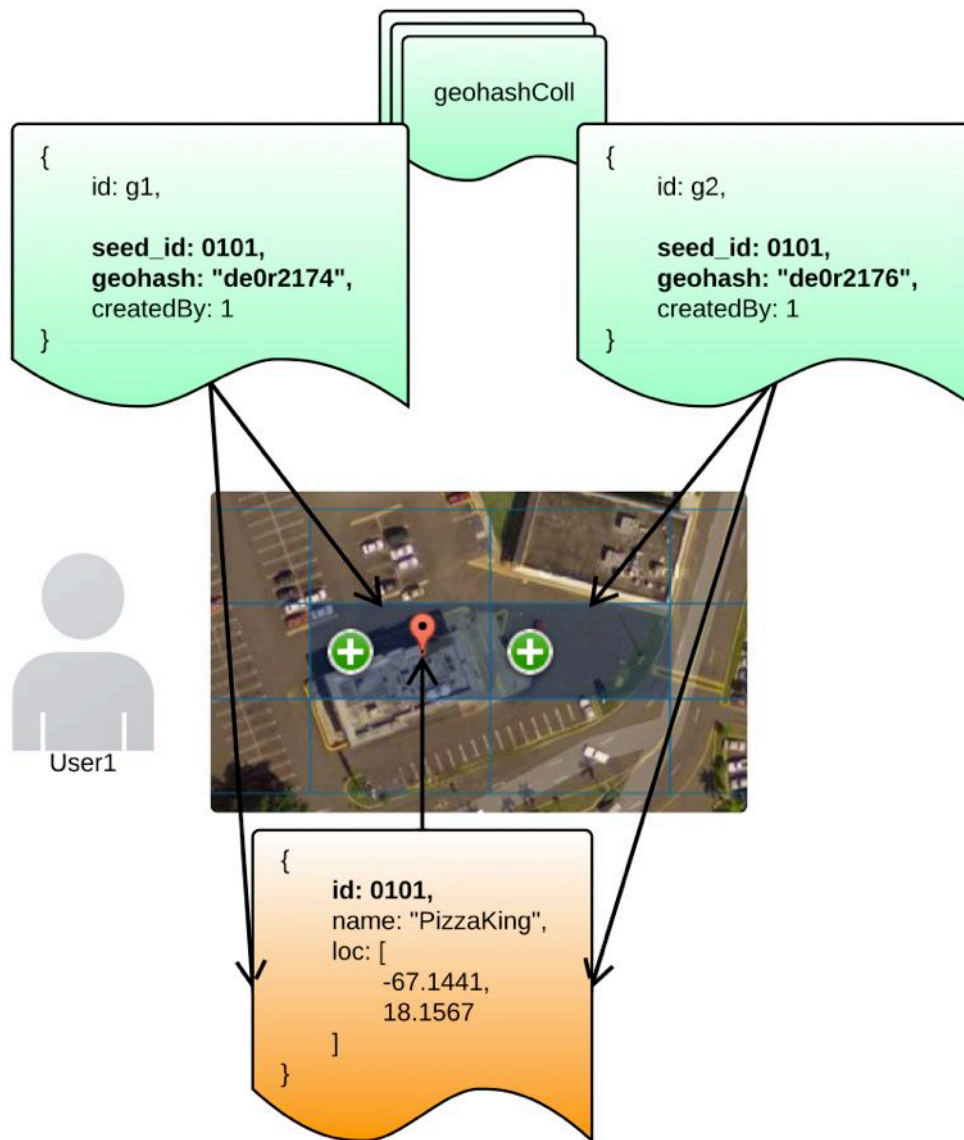 geohashColl
{
id: g1,
seed_id: 0101,
geohash: "de0r2174",
createdBy: 1
}
{
id: g2,
seed_id: 0101,
geohash: "de0r2176",
createdBy: 1
}
User1
{
id: 0101,
name: "PizzaKing",
loc: [
-67.1441,
18.1567
]
}